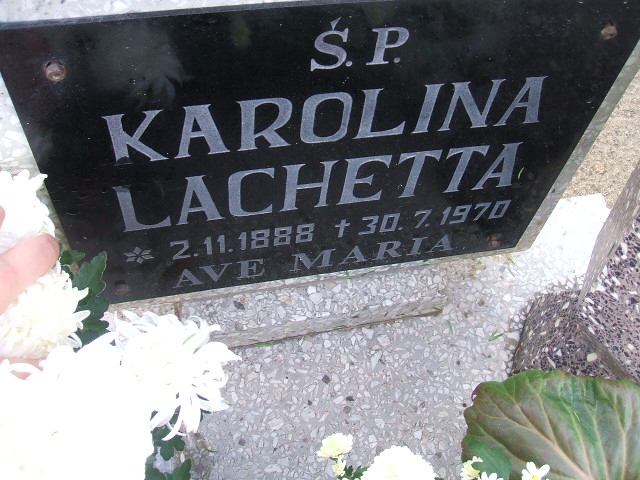 Ś.P.
KAROLINA
LACHETTA
* 2.11.1888 † 30.7.1970
AVE MARIA